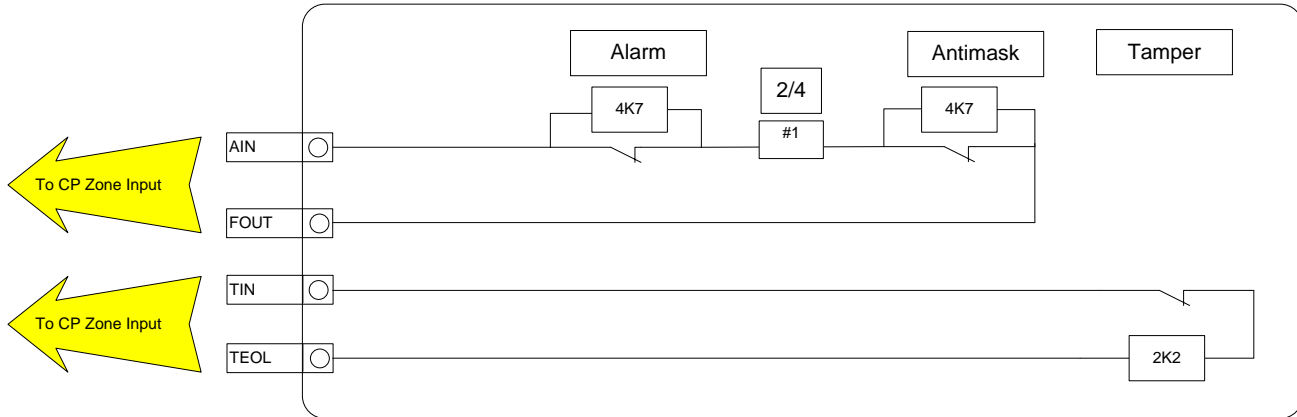 Alarm
Antimask
Tamper
2/4
4K7
4K7
#1
AIN
To CP Zone Input
FOUT
TIN
To CP Zone Input
TEOL
2K2